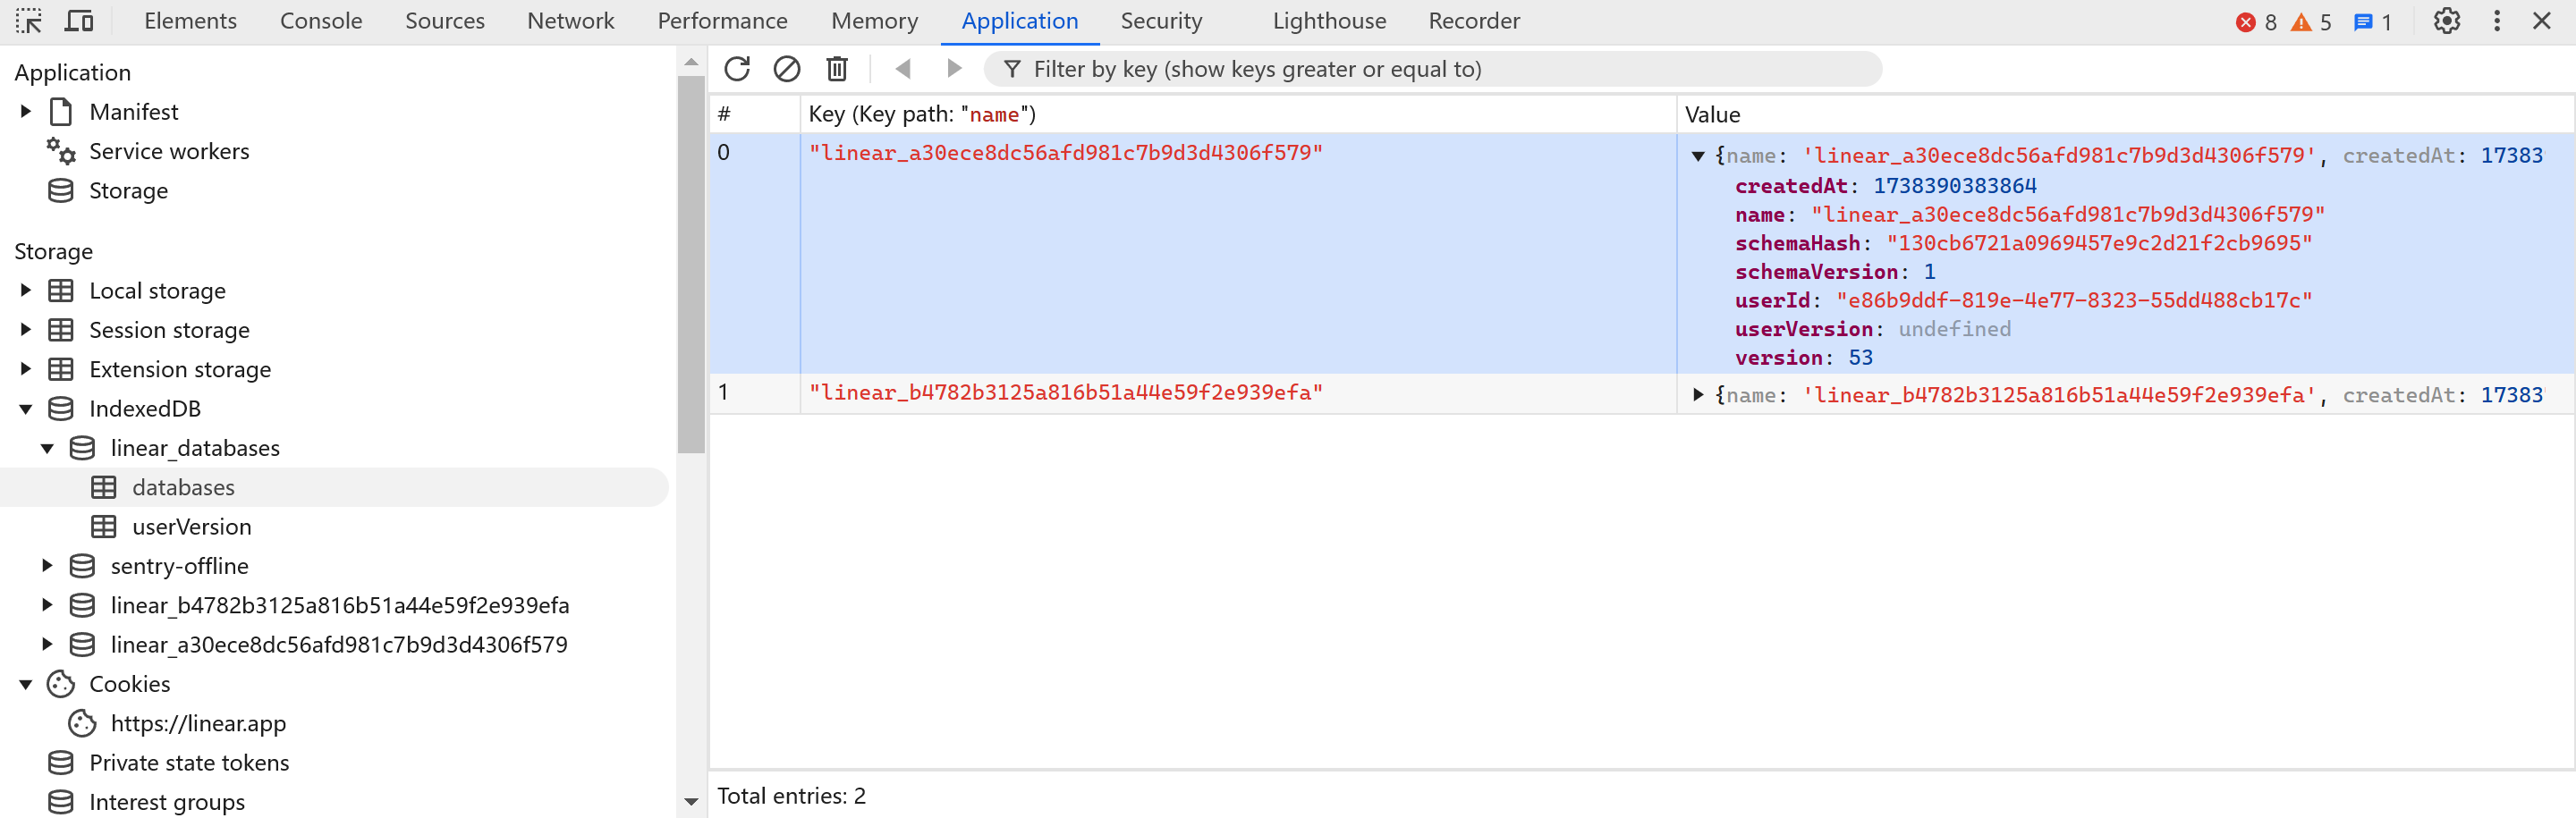 Elements Console Sources Network Performance Memory Application Security Lighthouse Recorder 8 5 1
Application
Manifest
Service workers
Storage
Storage
Local storage
Session storage
Extension storage
IndexedDB
linear_databases
databases
userVersion
sentry-offline
linear_b4782b3125a816b51a44e59f2e939efa
linear_a30ece8dc56afd981c7b9d3d4306f579
Cookies
https://linear.app
Private state tokens
Interest groups
Filter by key (show keys greater or equal to)
# Key (Key path: "name") Value
0 "linear_a30ece8dc56afd981c7b9d3d4306f579" {name: 'linear_a30ece8dc56afd981c7b9d3d4306f579', createdAt: 17383
createdAt: 1738390383864
name: "linear_a30ece8dc56afd981c7b9d3d4306f579"
schemaHash: "130cb6721a0969457e9c2d21f2cb9695"
schemaVersion: 1
userId: "e86b9ddf-819e-4e77-8323-55dd488cb17c"
userVersion: undefined
version: 53
1 "linear_b4782b3125a816b51a44e59f2e939efa" {name: 'linear_b4782b3125a816b51a44e59f2e939efa', createdAt: 17383
Total entries: 2